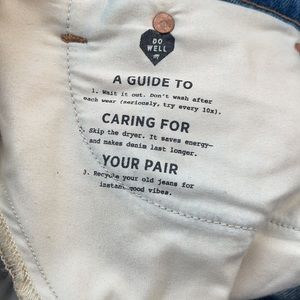 DO
WELL
A GUIDE TO
1. Wait it out. Don't wash after
each wear (seriously, try every 10x).
CARING FOR
2. Skip the dryer. It saves energy—
and makes denim last longer.
YOUR PAIR
3. Recycle your old jeans for
instant good vibes.